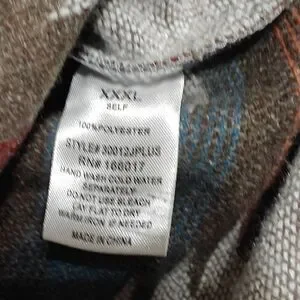 XXXL
SELF
100%POLYESTER
STYLE# 30012JPLUS
RN# 166017
HAND WASH COLD WATER
SEPARATELY
DO NOT USE BLEACH
LAY FLAT TO DRY
WARM IRON, IF NEEDED
MADE IN CHINA